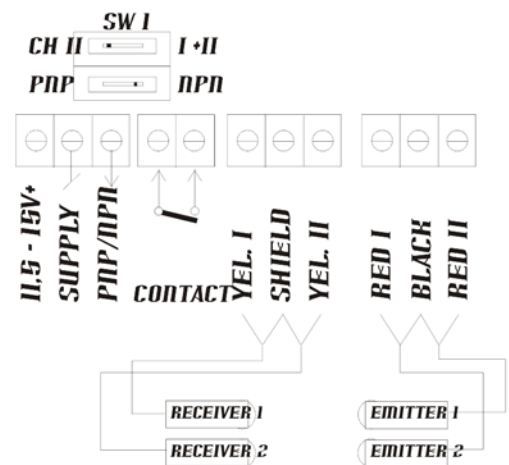 SW I
CH II I +II
PNP NPN
11,5 - 15V+
SUPPLY
PNP/NPN
CONTACT
YEL. I
SHIELD
YEL. II
RED I
BLACK
RED II
RECEIVER 1
EMITTER 1
RECEIVER 2
EMITTER 2